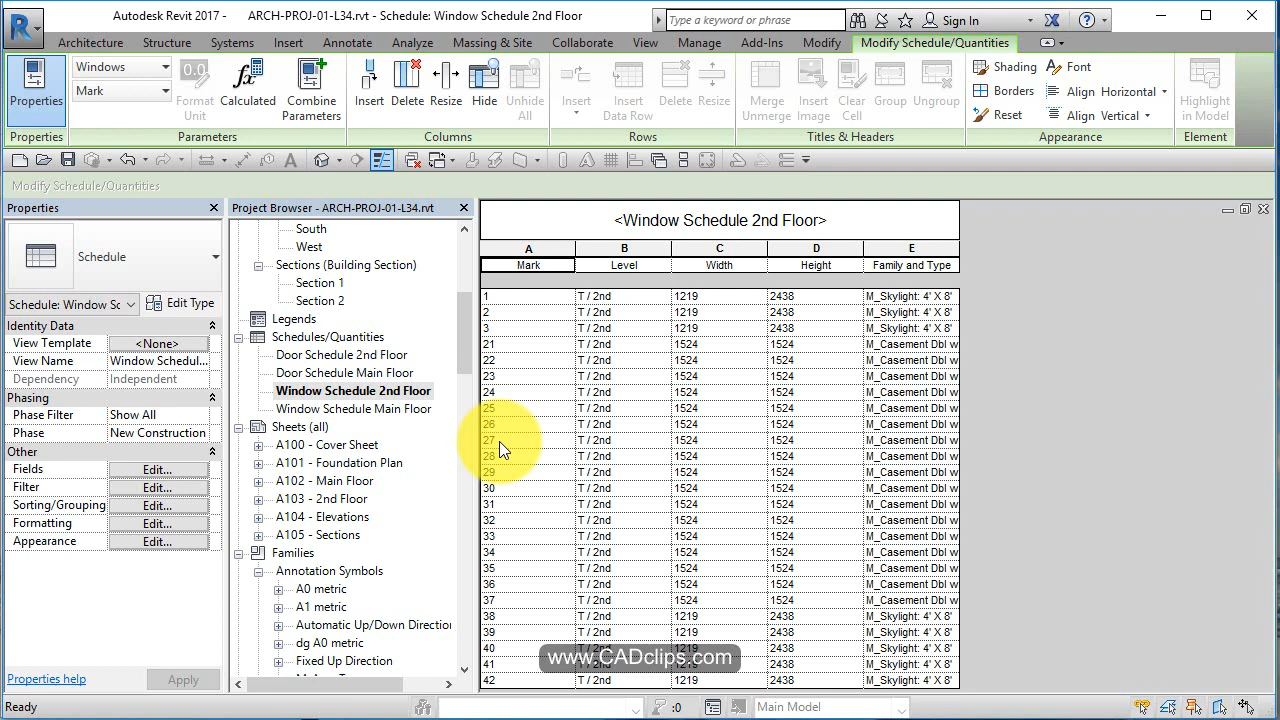 Autodesk Revit 2017 - ARCH-PROJ-01-L34.rvt - Schedule: Window Schedule 2nd Floor
Type a keyword or phrase
Sign In
Architecture Structure Systems Insert Annotate Analyze Massing & Site Collaborate View Manage Add-Ins Modify Modify Schedule/Quantities
Properties
Windows
Mark
Format Unit
Calculated
Combine Parameters
Insert Delete Resize Hide Unhide All
Insert Insert Data Row Delete Resize
Merge Unmerge Insert Image Clear Cell Group Ungroup
Shading
Borders
Reset
Font
Align Horizontal
Align Vertical
Highlight in Model
Properties Parameters Columns Rows Titles & Headers Appearance Element
Modify Schedule/Quantities
Properties
Schedule
Schedule: Window Sc Edit Type
Identity Data
View Template <None>
View Name Window Schedul...
Dependency Independent
Phasing
Phase Filter Show All
Phase New Construction
Other
Fields Edit...
Filter Edit...
Sorting/Grouping Edit...
Formatting Edit...
Appearance Edit...
Properties help Apply
Project Browser - ARCH-PROJ-01-L34.rvt
South
West
Sections (Building Section)
Section 1
Section 2
Legends
Schedules/Quantities
Door Schedule 2nd Floor
Door Schedule Main Floor
Window Schedule 2nd Floor
Window Schedule Main Floor
Sheets (all)
A100 - Cover Sheet
A101 - Foundation Plan
A102 - Main Floor
A103 - 2nd Floor
A104 - Elevations
A105 - Sections
Families
Annotation Symbols
A0 metric
A1 metric
Automatic Up/Down Direction
dg A0 metric
Fixed Up Direction
<Window Schedule 2nd Floor>
A B C D E
Mark Level Width Height Family and Type
1 T / 2nd 1219 2438 M_Skylight: 4' X 8'
2 T / 2nd 1219 2438 M_Skylight: 4' X 8'
3 T / 2nd 1219 2438 M_Skylight: 4' X 8'
21 T / 2nd 1524 1524 M_Casement Dbl w
22 T / 2nd 1524 1524 M_Casement Dbl w
23 T / 2nd 1524 1524 M_Casement Dbl w
24 T / 2nd 1524 1524 M_Casement Dbl w
25 T / 2nd 1524 1524 M_Casement Dbl w
26 T / 2nd 1524 1524 M_Casement Dbl w
27 T / 2nd 1524 1524 M_Casement Dbl w
28 T / 2nd 1524 1524 M_Casement Dbl w
29 T / 2nd 1524 1524 M_Casement Dbl w
30 T / 2nd 1524 1524 M_Casement Dbl w
31 T / 2nd 1524 1524 M_Casement Dbl w
32 T / 2nd 1524 1524 M_Casement Dbl w
33 T / 2nd 1524 1524 M_Casement Dbl w
34 T / 2nd 1524 1524 M_Casement Dbl w
35 T / 2nd 1524 1524 M_Casement Dbl w
36 T / 2nd 1524 1524 M_Casement Dbl w
37 T / 2nd 1524 1524 M_Casement Dbl w
38 T / 2nd 1219 2438 M_Skylight: 4' X 8'
39 T / 2nd 1219 2438 M_Skylight: 4' X 8'
40 T / 2nd 1219 2438 M_Skylight: 4' X 8'
41 T / 2nd 1219 2438 M_Skylight: 4' X 8'
42 T / 2nd 1219 2438 M_Skylight: 4' X 8'
www.CADclips.com
Ready :0 Main Model